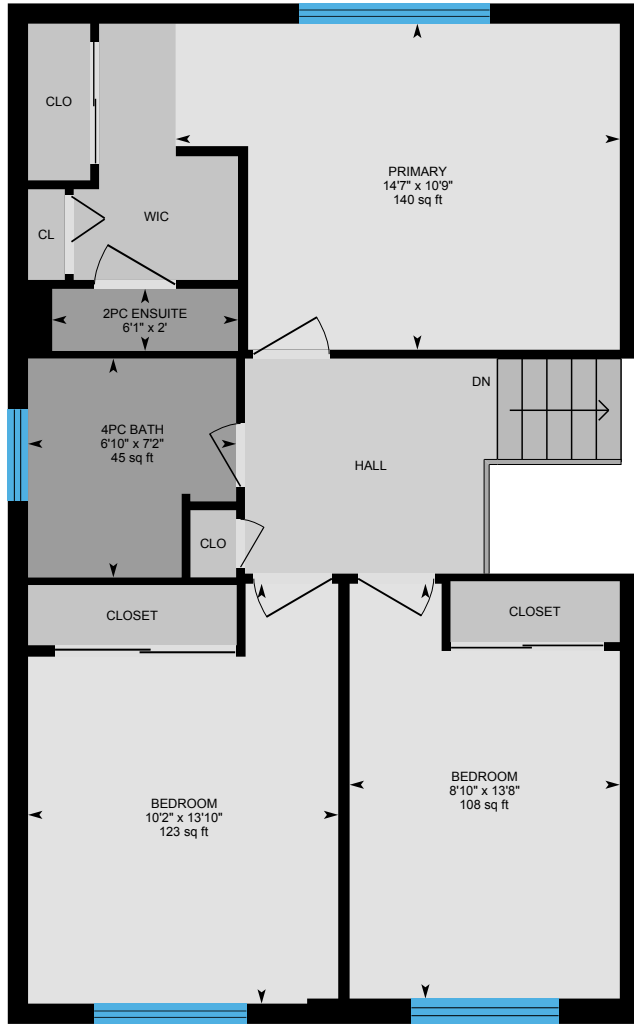 CLO
PRIMARY
14'7" x 10'9"
140 sq ft
CL
WIC
2PC ENSUITE
6'1" x 2'
DN
4PC BATH
6'10" x 7'2"
45 sq ft
HALL
CLO
CLOSET
CLOSET
BEDROOM
10'2" x 13'10"
123 sq ft
BEDROOM
8'10" x 13'8"
108 sq ft